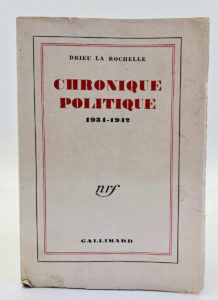 DRIEU LA ROCHELLE
CHRONIQUE
POLITIQUE
1934-1942
nrf
GALLIMARD